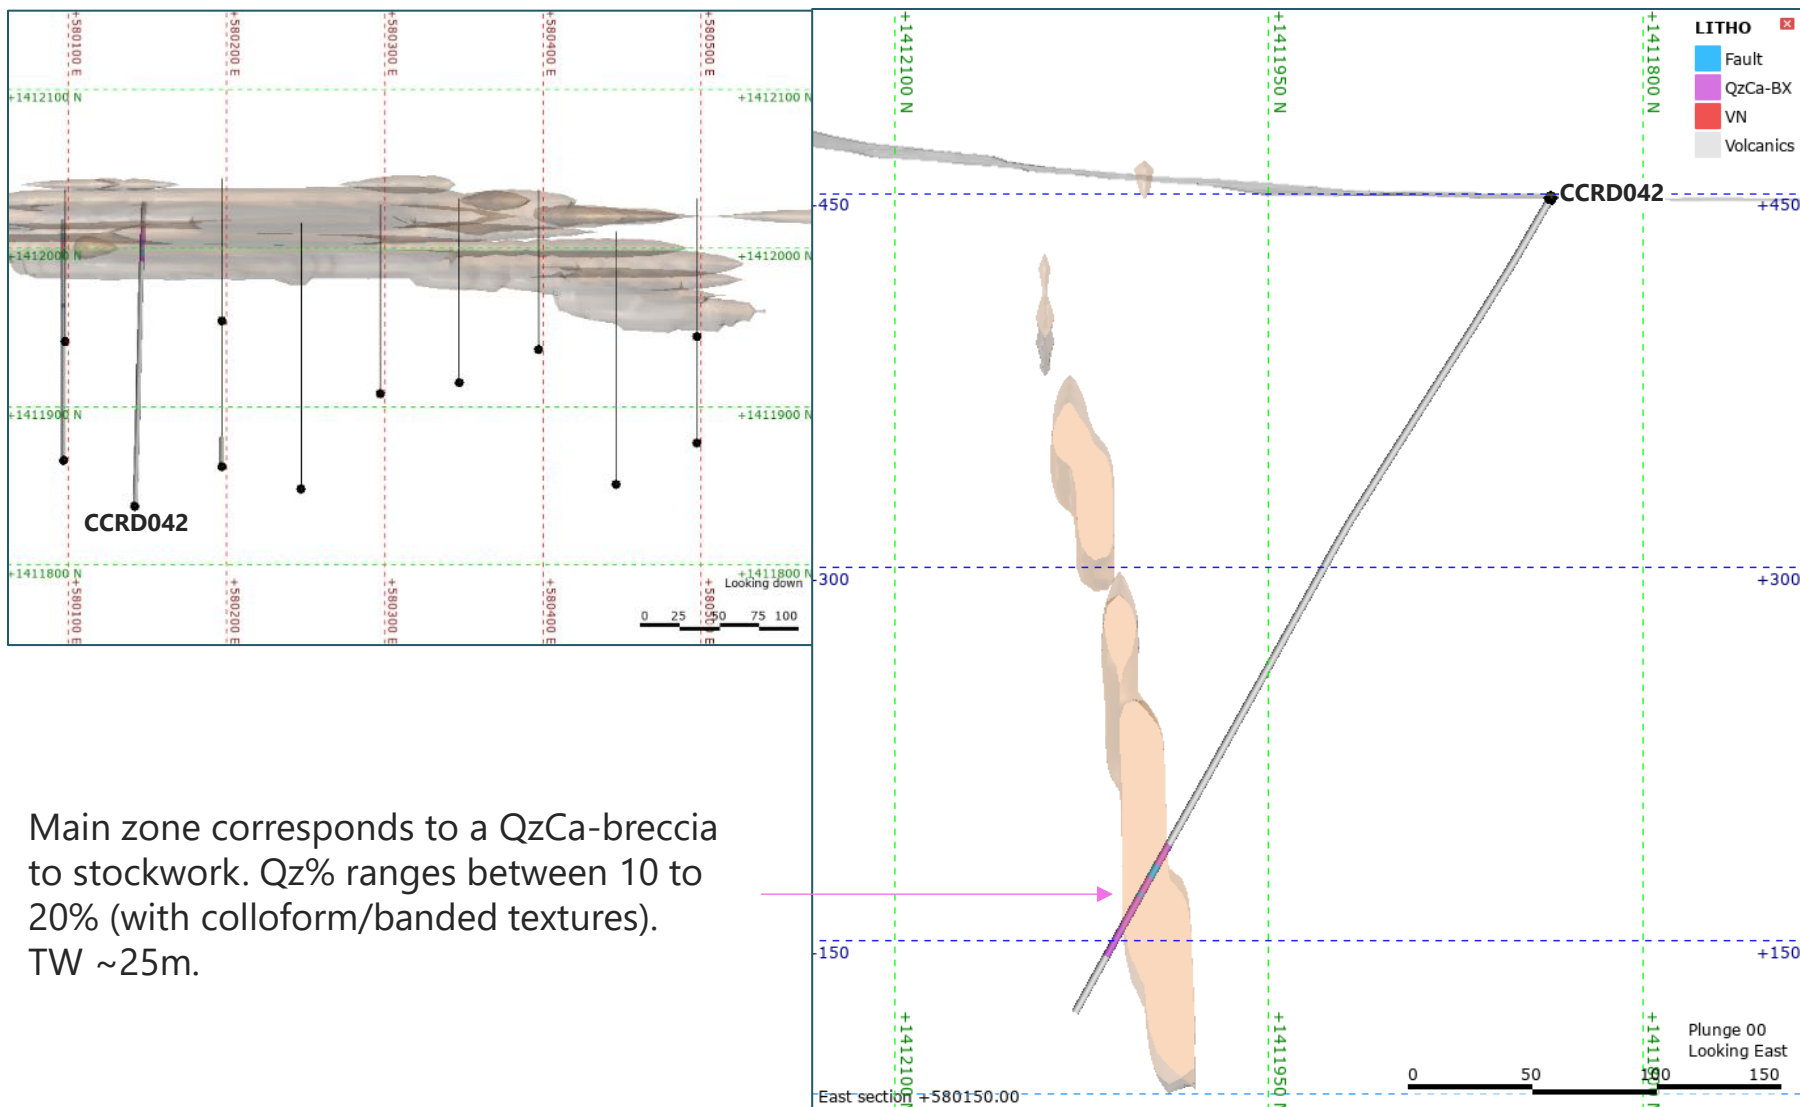 +580100 E
+580200 E
+580300 E
+580400 E
+580500 E
+1412100 N
+1412100 N
+1412000 N
+1412000 N
+1411900 N
+1411900 N
CCRD042
+1411800 N
+1411800 N
Looking down
0 25 50 75 100
+580100 E
+580200 E
+580300 E
+580400 E
+580500 E
Main zone corresponds to a QzCa-breccia
to stockwork. Qz% ranges between 10 to
20% (with colloform/banded textures).
TW ~25m.
+1412100 N
+1411950 N
+1411800 N
LITHO
Fault
QzCa-BX
VN
Volcanics
CCRD042
-450
+450
-300
+300
-150
+150
+1412100 N
+1411950 N
+1411800 N
Plunge 00
Looking East
0 50 100 150
East section +580150.00